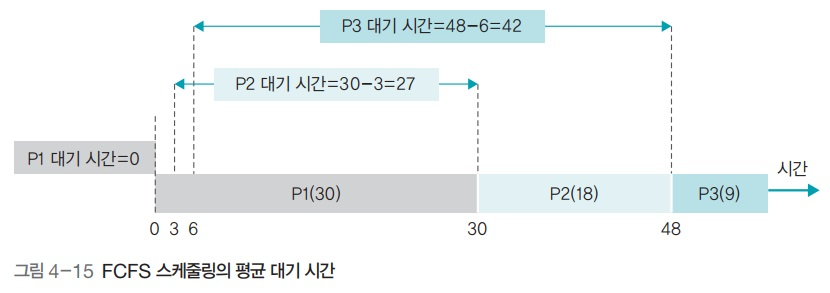 P3 대기 시간=48-6=42
P2 대기 시간=30-3=27
P1 대기 시간=0
시간
P1(30) P2(18) P3(9)
0 3 6 30 48
그림 4-15 FCFS 스케줄링의 평균 대기 시간